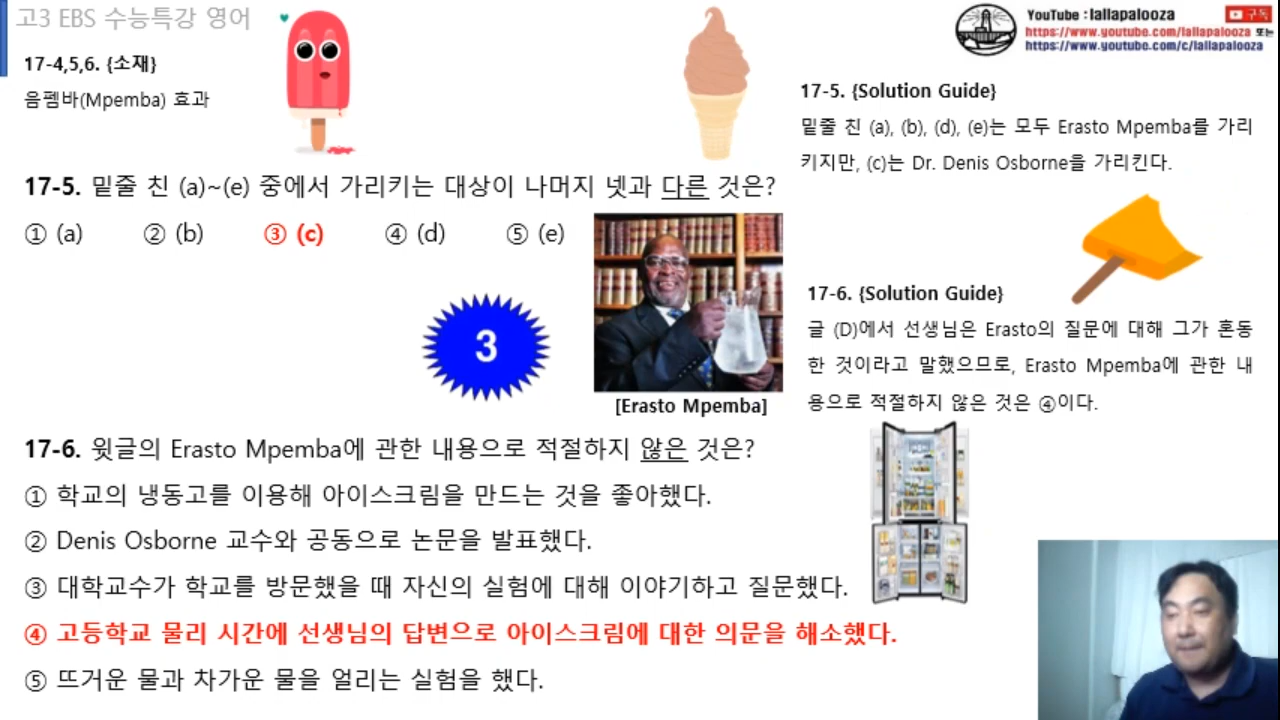 고3 EBS 수능특강 영어
YouTube : lallapalooza
구독
https://www.youtube.com/lallapalooza 또는
https://www.youtube.com/c/lallapalooza
17-4,5,6. {소재}
음펨바(Mpemba) 효과
17-5. {Solution Guide}
밑줄 친 (a), (b), (d), (e)는 모두 Erasto Mpemba를 가리
키지만, (c)는 Dr. Denis Osborne을 가리킨다.
17-5. 밑줄 친 (a)~(e) 중에서 가리키는 대상이 나머지 넷과 다른 것은?
① (a) ② (b) ③ (c) ④ (d) ⑤ (e)
3
[Erasto Mpemba]
17-6. {Solution Guide}
글 (D)에서 선생님은 Erasto의 질문에 대해 그가 혼동
한 것이라고 말했으므로, Erasto Mpemba에 관한 내
용으로 적절하지 않은 것은 ④이다.
17-6. 윗글의 Erasto Mpemba에 관한 내용으로 적절하지 않은 것은?
① 학교의 냉동고를 이용해 아이스크림을 만드는 것을 좋아했다.
② Denis Osborne 교수와 공동으로 논문을 발표했다.
③ 대학교수가 학교를 방문했을 때 자신의 실험에 대해 이야기하고 질문했다.
④ 고등학교 물리 시간에 선생님의 답변으로 아이스크림에 대한 의문을 해소했다.
⑤ 뜨거운 물과 차가운 물을 얼리는 실험을 했다.